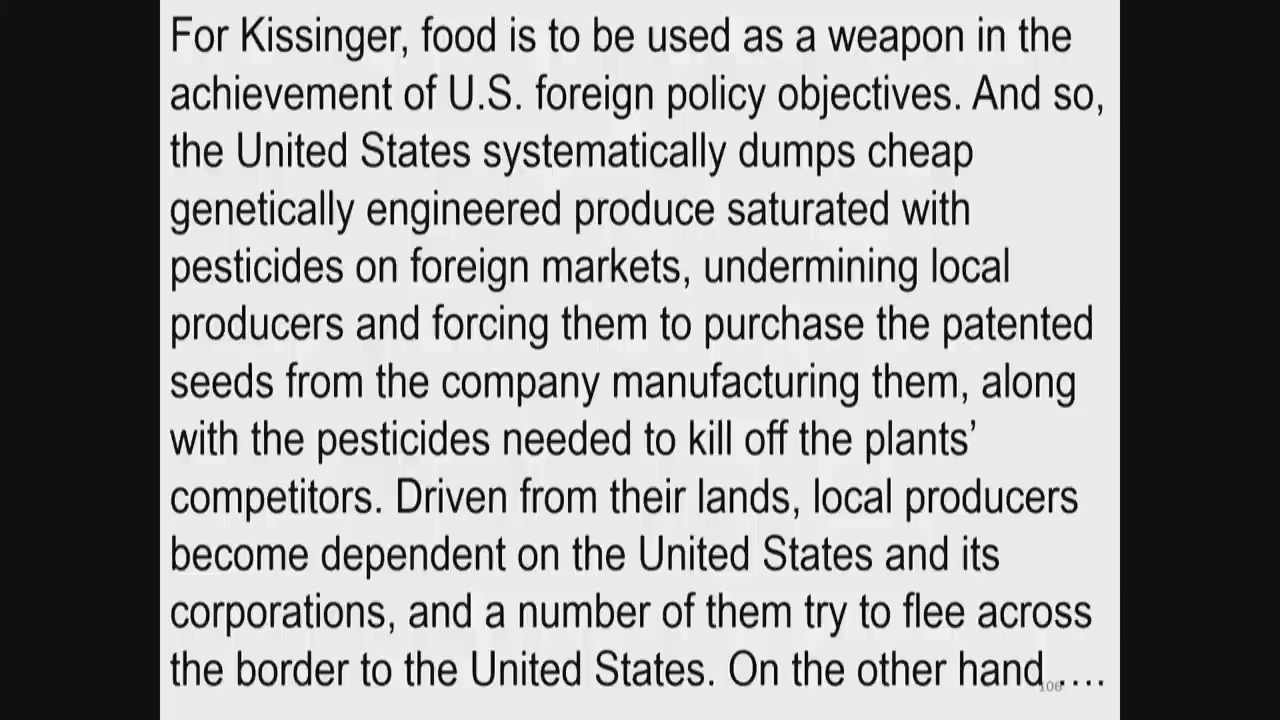 For Kissinger, food is to be used as a weapon in the
achievement of U.S. foreign policy objectives. And so,
the United States systematically dumps cheap
genetically engineered produce saturated with
pesticides on foreign markets, undermining local
producers and forcing them to purchase the patented
seeds from the company manufacturing them, along
with the pesticides needed to kill off the plants’
competitors. Driven from their lands, local producers
become dependent on the United States and its
corporations, and a number of them try to flee across
the border to the United States. On the other hand ….
106